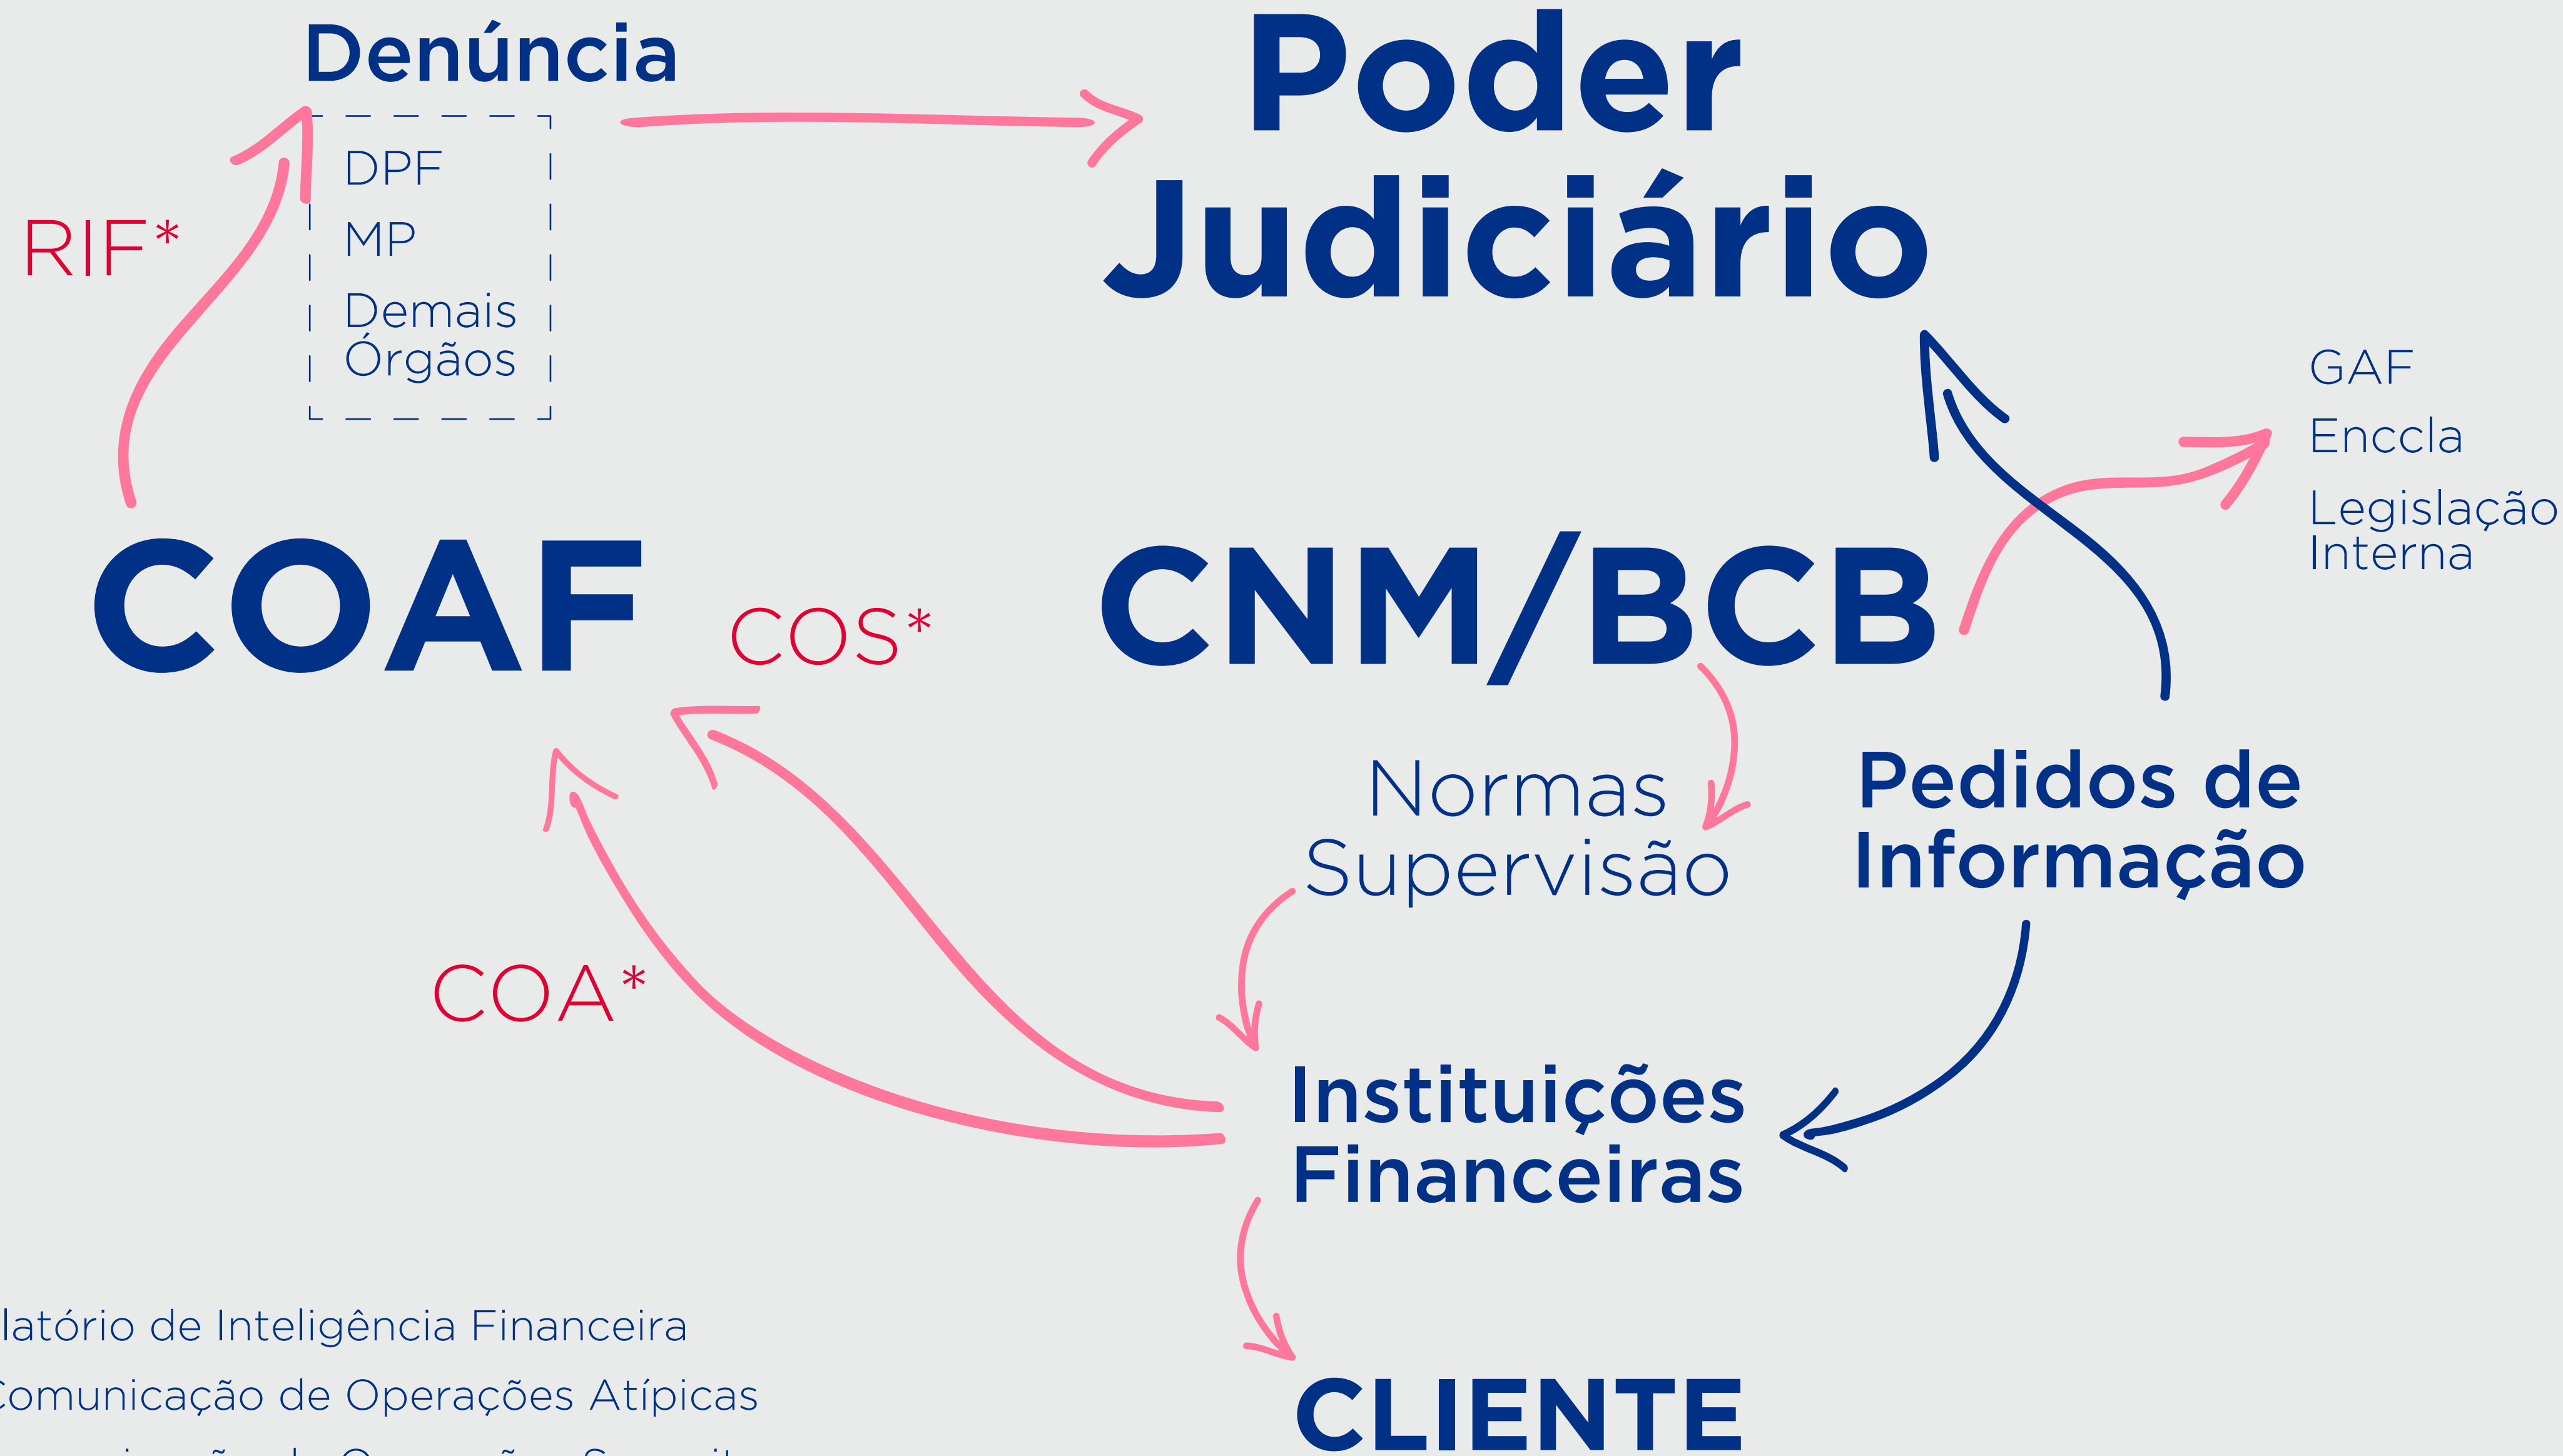 Denúncia
DPF
MP
Demais
Órgãos
Poder
Judiciário
RIF*
GAF
Enccla
Legislação
Interna
COAF
COS*
CNM/BCB
Normas
Supervisão
Pedidos de
Informação
COA*
Instituições
Financeiras
CLIENTE
latório de Inteligência Financeira
Comunicação de Operações Atípicas